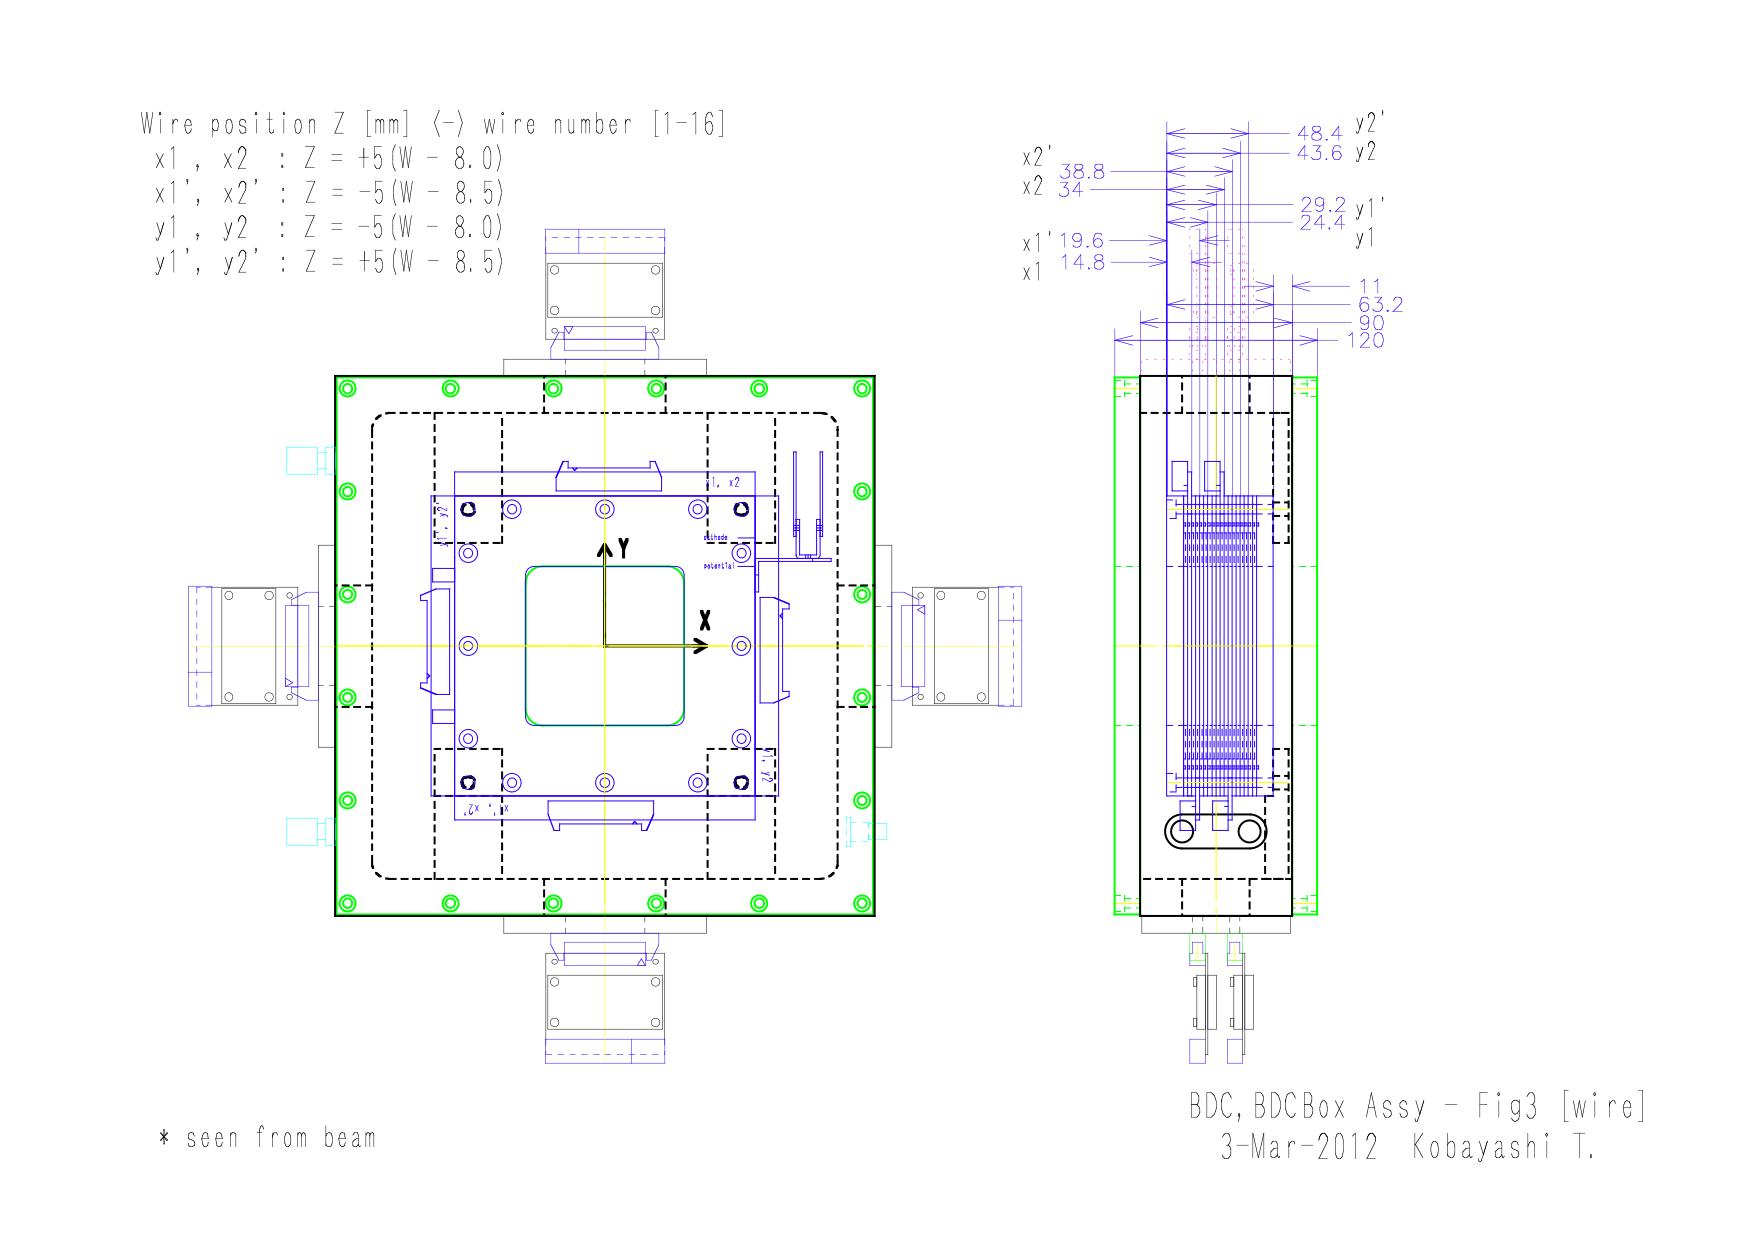 Wire position Z [mm] <-> wire number [1-16]
x1 , x2 : Z = +5(W - 8.0)
x1', x2' : Z = -5(W - 8.5)
y1, y2 : Z = -5(W - 8.0)
y1', y2' : Z = +5(W - 8.5)
48.4 y2'
43.6 y2
x2' 38.8
x2 34
29.2 y1'
24.4 y1
x1' 19.6
x1 14.8
11
63.2
90
120
x1, x2
y1', y2'
cathode
potential
Y
X
y1, y2
x1', x2'
BDC,BDCBox Assy - Fig3 [wire]
3-Mar-2012 Kobayashi T.
* seen from beam